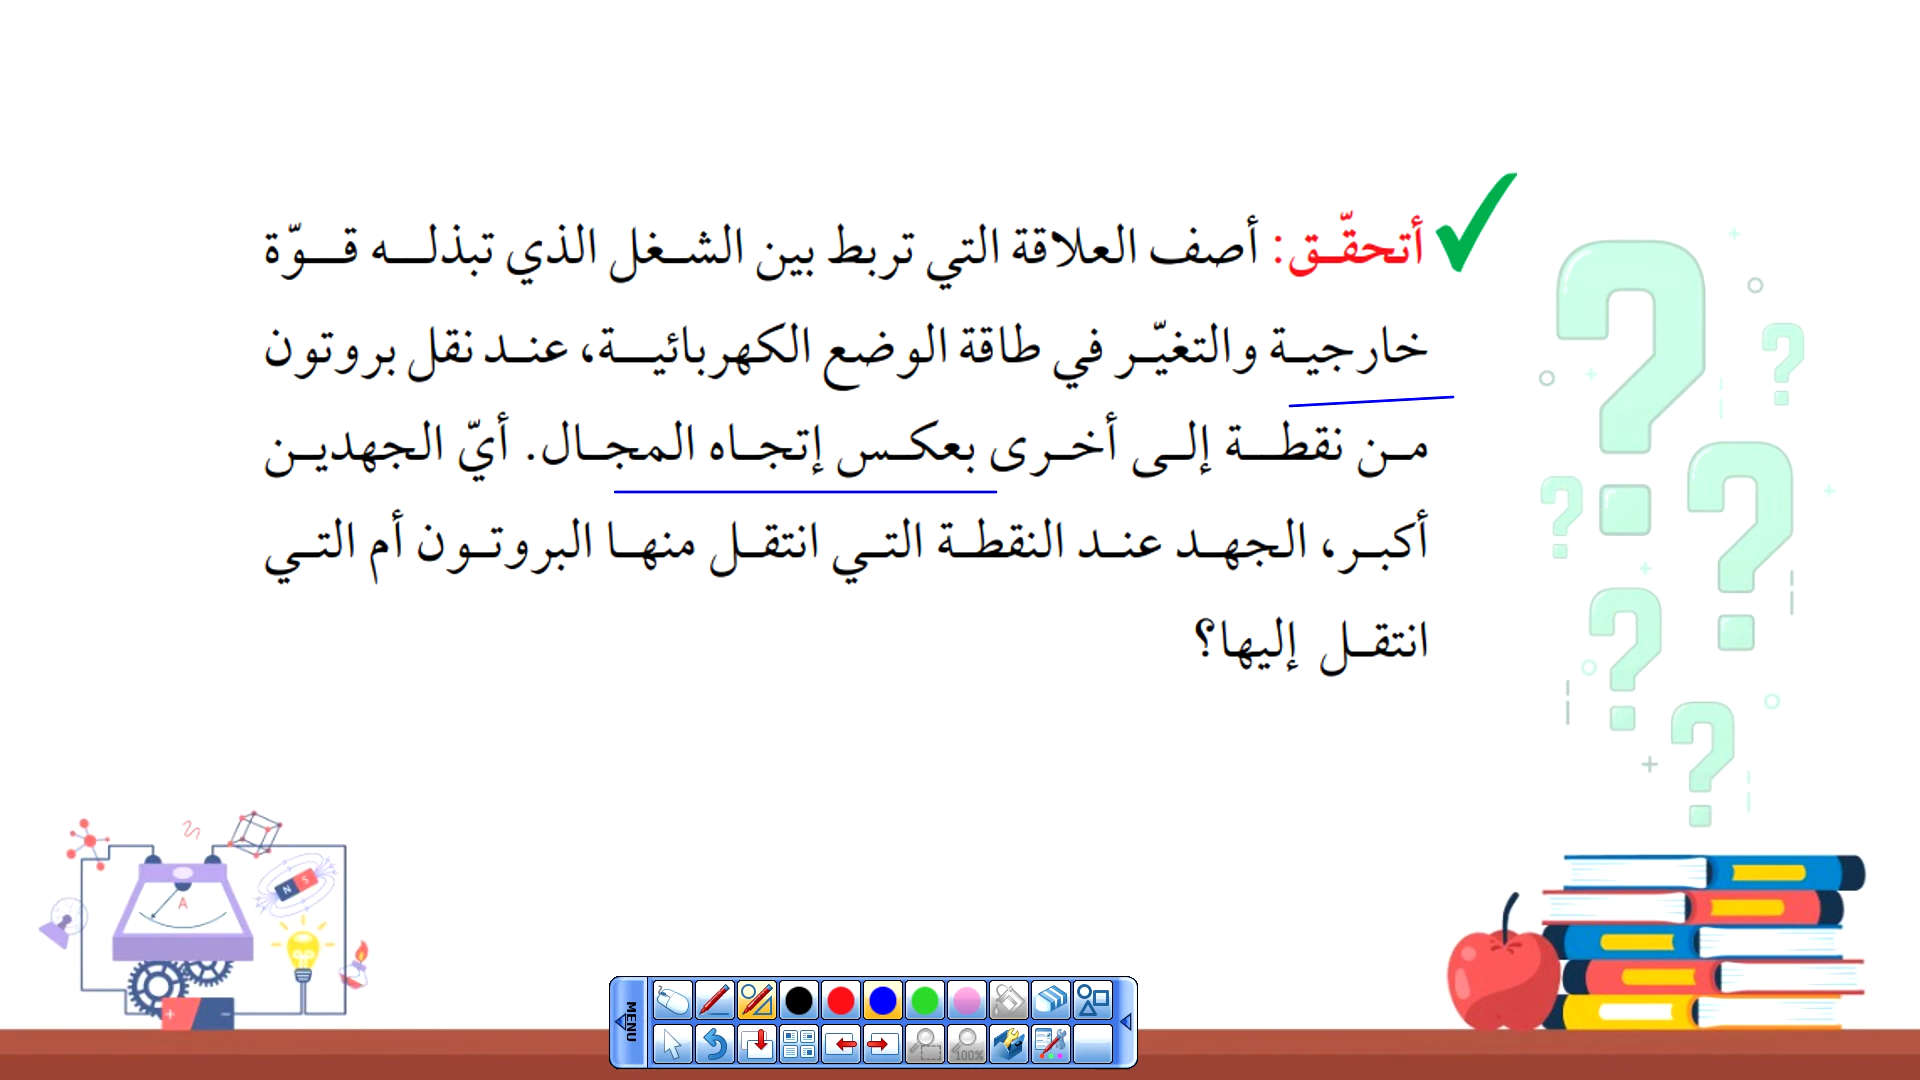 أتحقّق: أصف العلاقة التي تربط بين الشغل الذي تبذله قوّة
خارجية والتغيّر في طاقة الوضع الكهربائية، عند نقل بروتون
من نقطة إلى أخرى بعكس إتجاه المجال. أيّ الجهدين
أكبر، الجهد عند النقطة التي انتقل منها البروتون أم التي
انتقل إليها؟
A
N S
+ −
MENU
100%